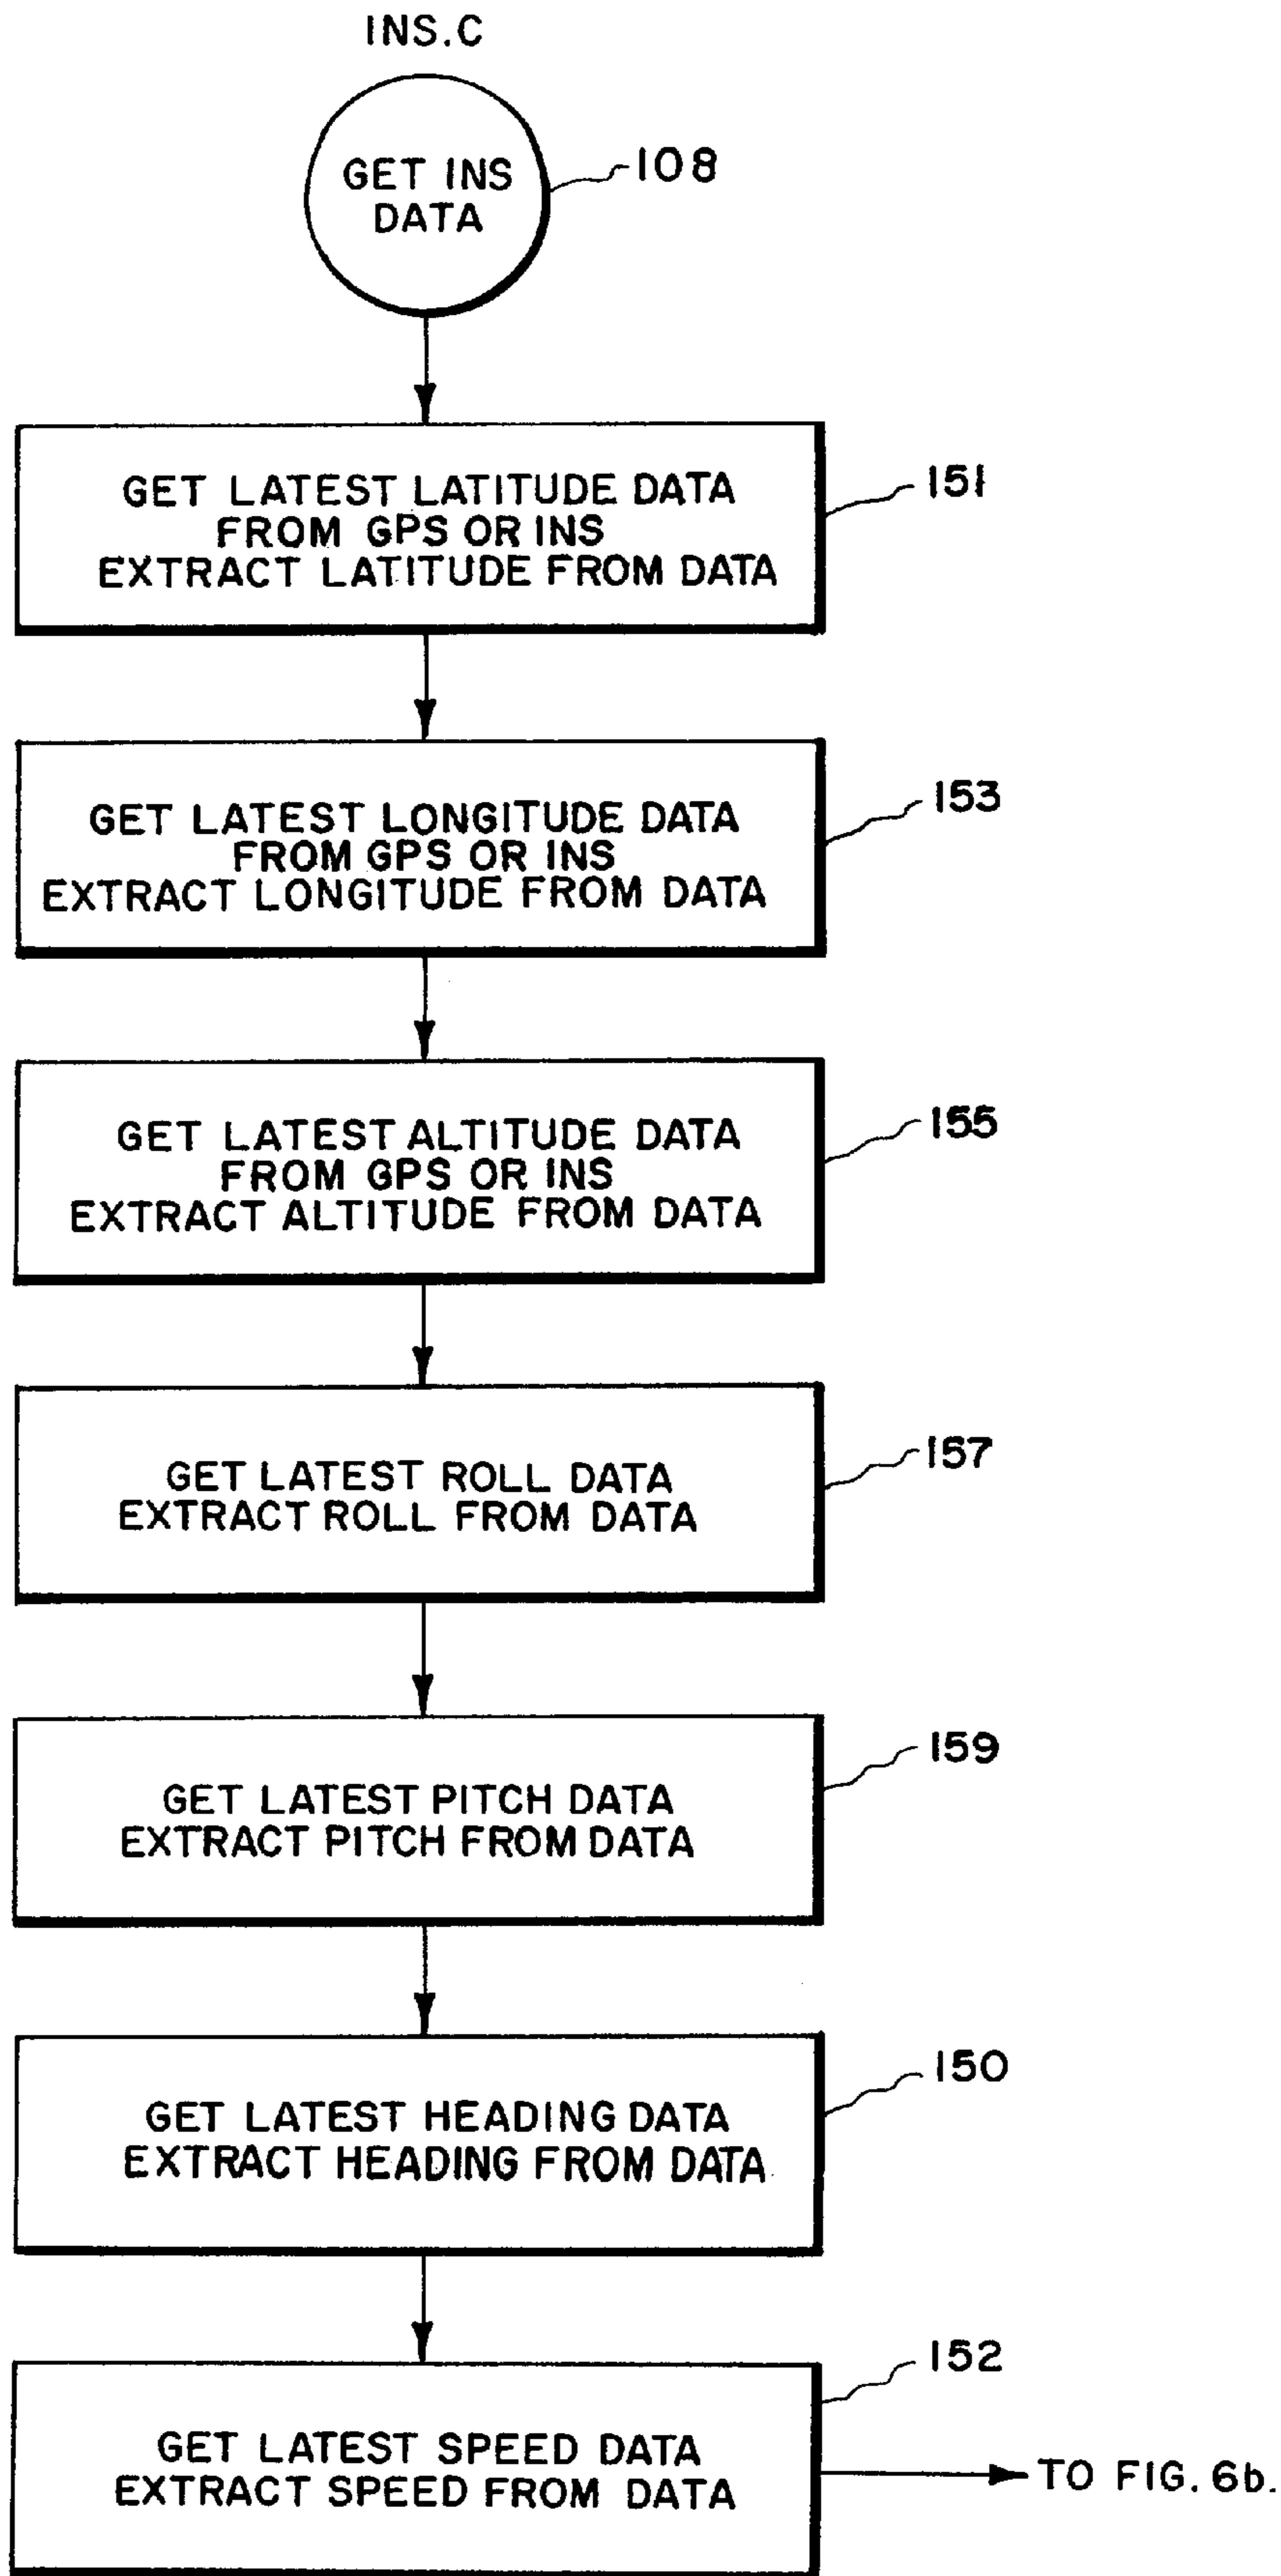 INS.C
GET INS
DATA
108
GET LATEST LATITUDE DATA
FROM GPS OR INS
EXTRACT LATITUDE FROM DATA
151
GET LATEST LONGITUDE DATA
FROM GPS OR INS
EXTRACT LONGITUDE FROM DATA
153
GET LATEST ALTITUDE DATA
FROM GPS OR INS
EXTRACT ALTITUDE FROM DATA
155
GET LATEST ROLL DATA
EXTRACT ROLL FROM DATA
157
GET LATEST PITCH DATA
EXTRACT PITCH FROM DATA
159
GET LATEST HEADING DATA
EXTRACT HEADING FROM DATA
150
GET LATEST SPEED DATA
EXTRACT SPEED FROM DATA
152
TO FIG. 6b.